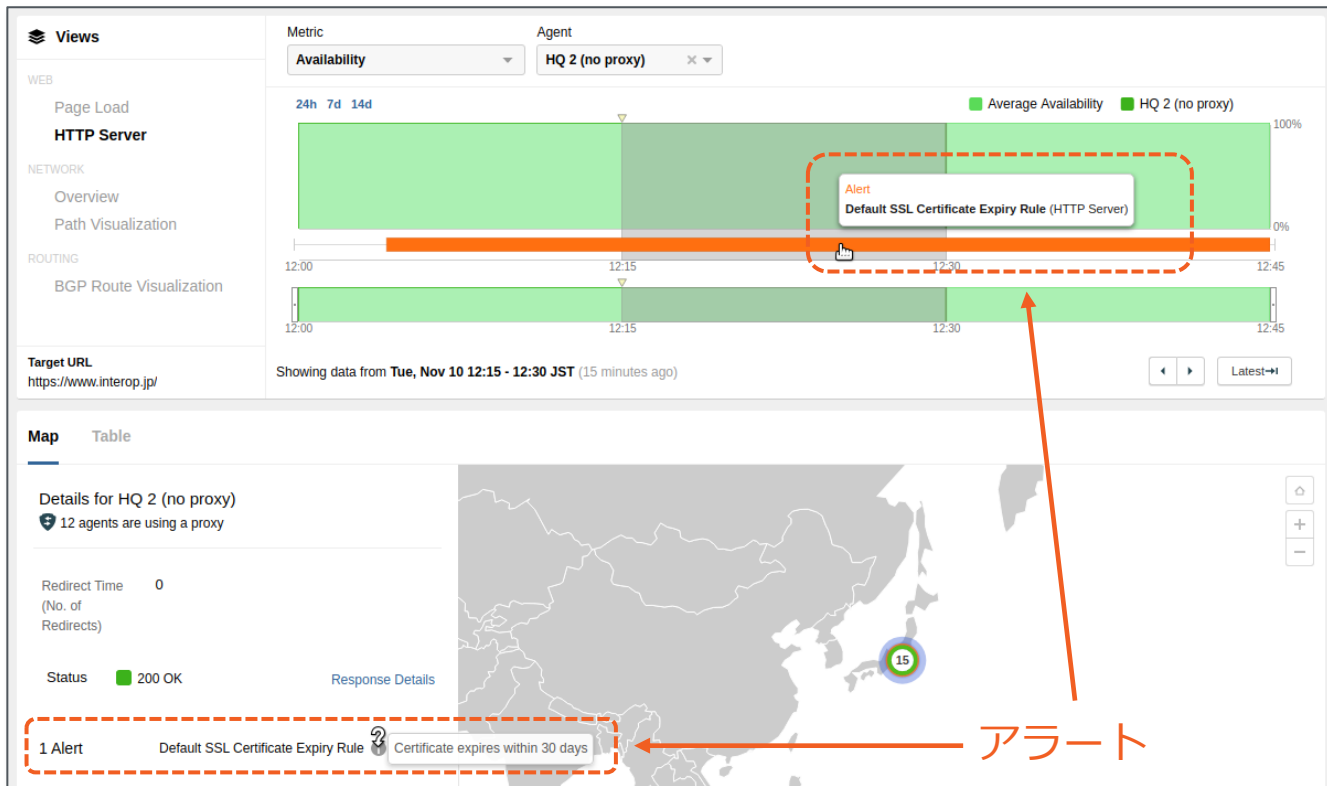 Views
WEB
Page Load
HTTP Server
NETWORK
Overview
Path Visualization
ROUTING
BGP Route Visualization
Target URL
https://www.interop.jp/
Metric
Agent
Availability
HQ 2 (no proxy)
24h 7d 14d
Average Availability
HQ 2 (no proxy)
100%
Alert
Default SSL Certificate Expiry Rule (HTTP Server)
0%
12:00
12:15
12:30
12:45
12:00
12:15
12:30
12:45
Showing data from Tue, Nov 10 12:15 - 12:30 JST (15 minutes ago)
Latest
Map
Table
Details for HQ 2 (no proxy)
12 agents are using a proxy
Redirect Time 0
(No. of
Redirects)
Status 200 OK
Response Details
15
1 Alert
Default SSL Certificate Expiry Rule
?
Certificate expires within 30 days
アラート